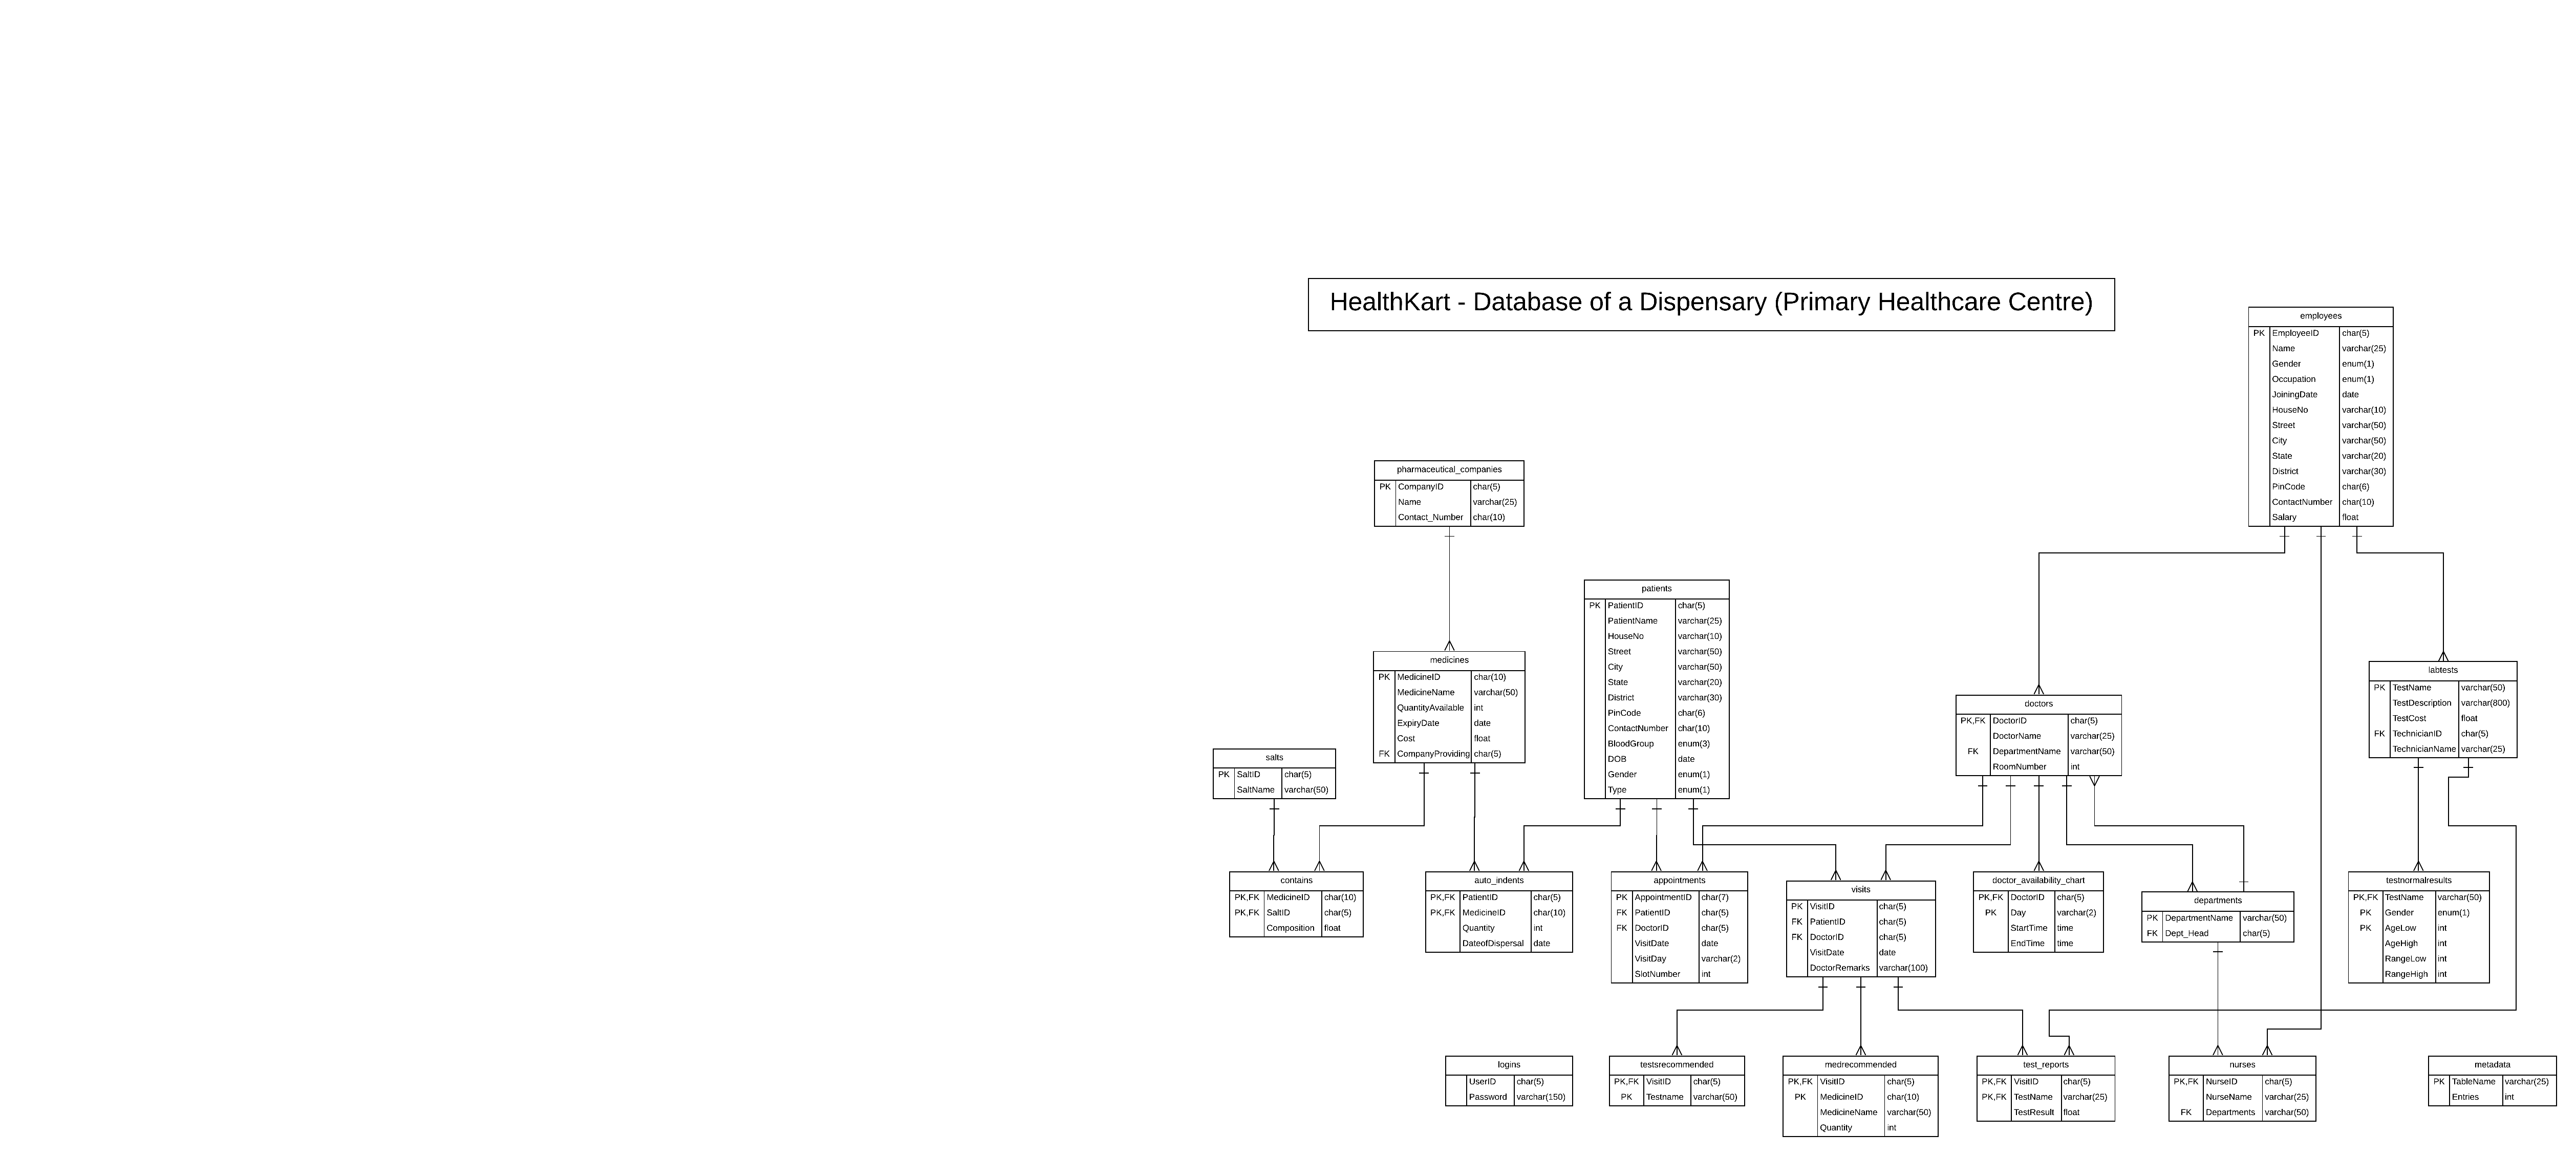 HealthKart - Database of a Dispensary (Primary Healthcare Centre)
employees
PK EmployeeID char(5)
Name varchar(25)
Gender enum(1)
Occupation enum(1)
JoiningDate date
HouseNo varchar(10)
Street varchar(50)
City varchar(50)
State varchar(20)
District varchar(30)
PinCode char(6)
ContactNumber char(10)
Salary float
pharmaceutical_companies
PK CompanyID char(5)
Name varchar(25)
Contact_Number char(10)
patients
PK PatientID char(5)
PatientName varchar(25)
HouseNo varchar(10)
Street varchar(50)
City varchar(50)
State varchar(20)
District varchar(30)
PinCode char(6)
ContactNumber char(10)
BloodGroup enum(3)
DOB date
Gender enum(1)
Type enum(1)
medicines
PK MedicineID char(10)
MedicineName varchar(50)
QuantityAvailable int
ExpiryDate date
Cost float
FK CompanyProviding char(5)
labtests
PK TestName varchar(50)
TestDescription varchar(800)
TestCost float
FK TechnicianID char(5)
TechnicianName varchar(25)
doctors
PK,FK DoctorID char(5)
DoctorName varchar(25)
FK DepartmentName varchar(50)
RoomNumber int
salts
PK SaltID char(5)
SaltName varchar(50)
contains
PK,FK MedicineID char(10)
PK,FK SaltID char(5)
Composition float
auto_indents
PK,FK PatientID char(5)
PK,FK MedicineID char(10)
Quantity int
DateofDispersal date
appointments
PK AppointmentID char(7)
FK PatientID char(5)
FK DoctorID char(5)
VisitDate date
VisitDay varchar(2)
SlotNumber int
visits
PK VisitID char(5)
FK PatientID char(5)
FK DoctorID char(5)
VisitDate date
DoctorRemarks varchar(100)
doctor_availability_chart
PK,FK DoctorID char(5)
PK Day varchar(2)
StartTime time
EndTime time
departments
PK DepartmentName varchar(50)
FK Dept_Head char(5)
testnormalresults
PK,FK TestName varchar(50)
PK Gender enum(1)
PK AgeLow int
AgeHigh int
RangeLow int
RangeHigh int
logins
UserID char(5)
Password varchar(150)
testsrecommended
PK,FK VisitID char(5)
PK Testname varchar(50)
medrecommended
PK,FK VisitID char(5)
PK MedicineID char(10)
MedicineName varchar(50)
Quantity int
test_reports
PK,FK VisitID char(5)
PK,FK TestName varchar(25)
TestResult float
nurses
PK,FK NurseID char(5)
NurseName varchar(25)
FK Departments varchar(50)
metadata
PK TableName varchar(25)
Entries int